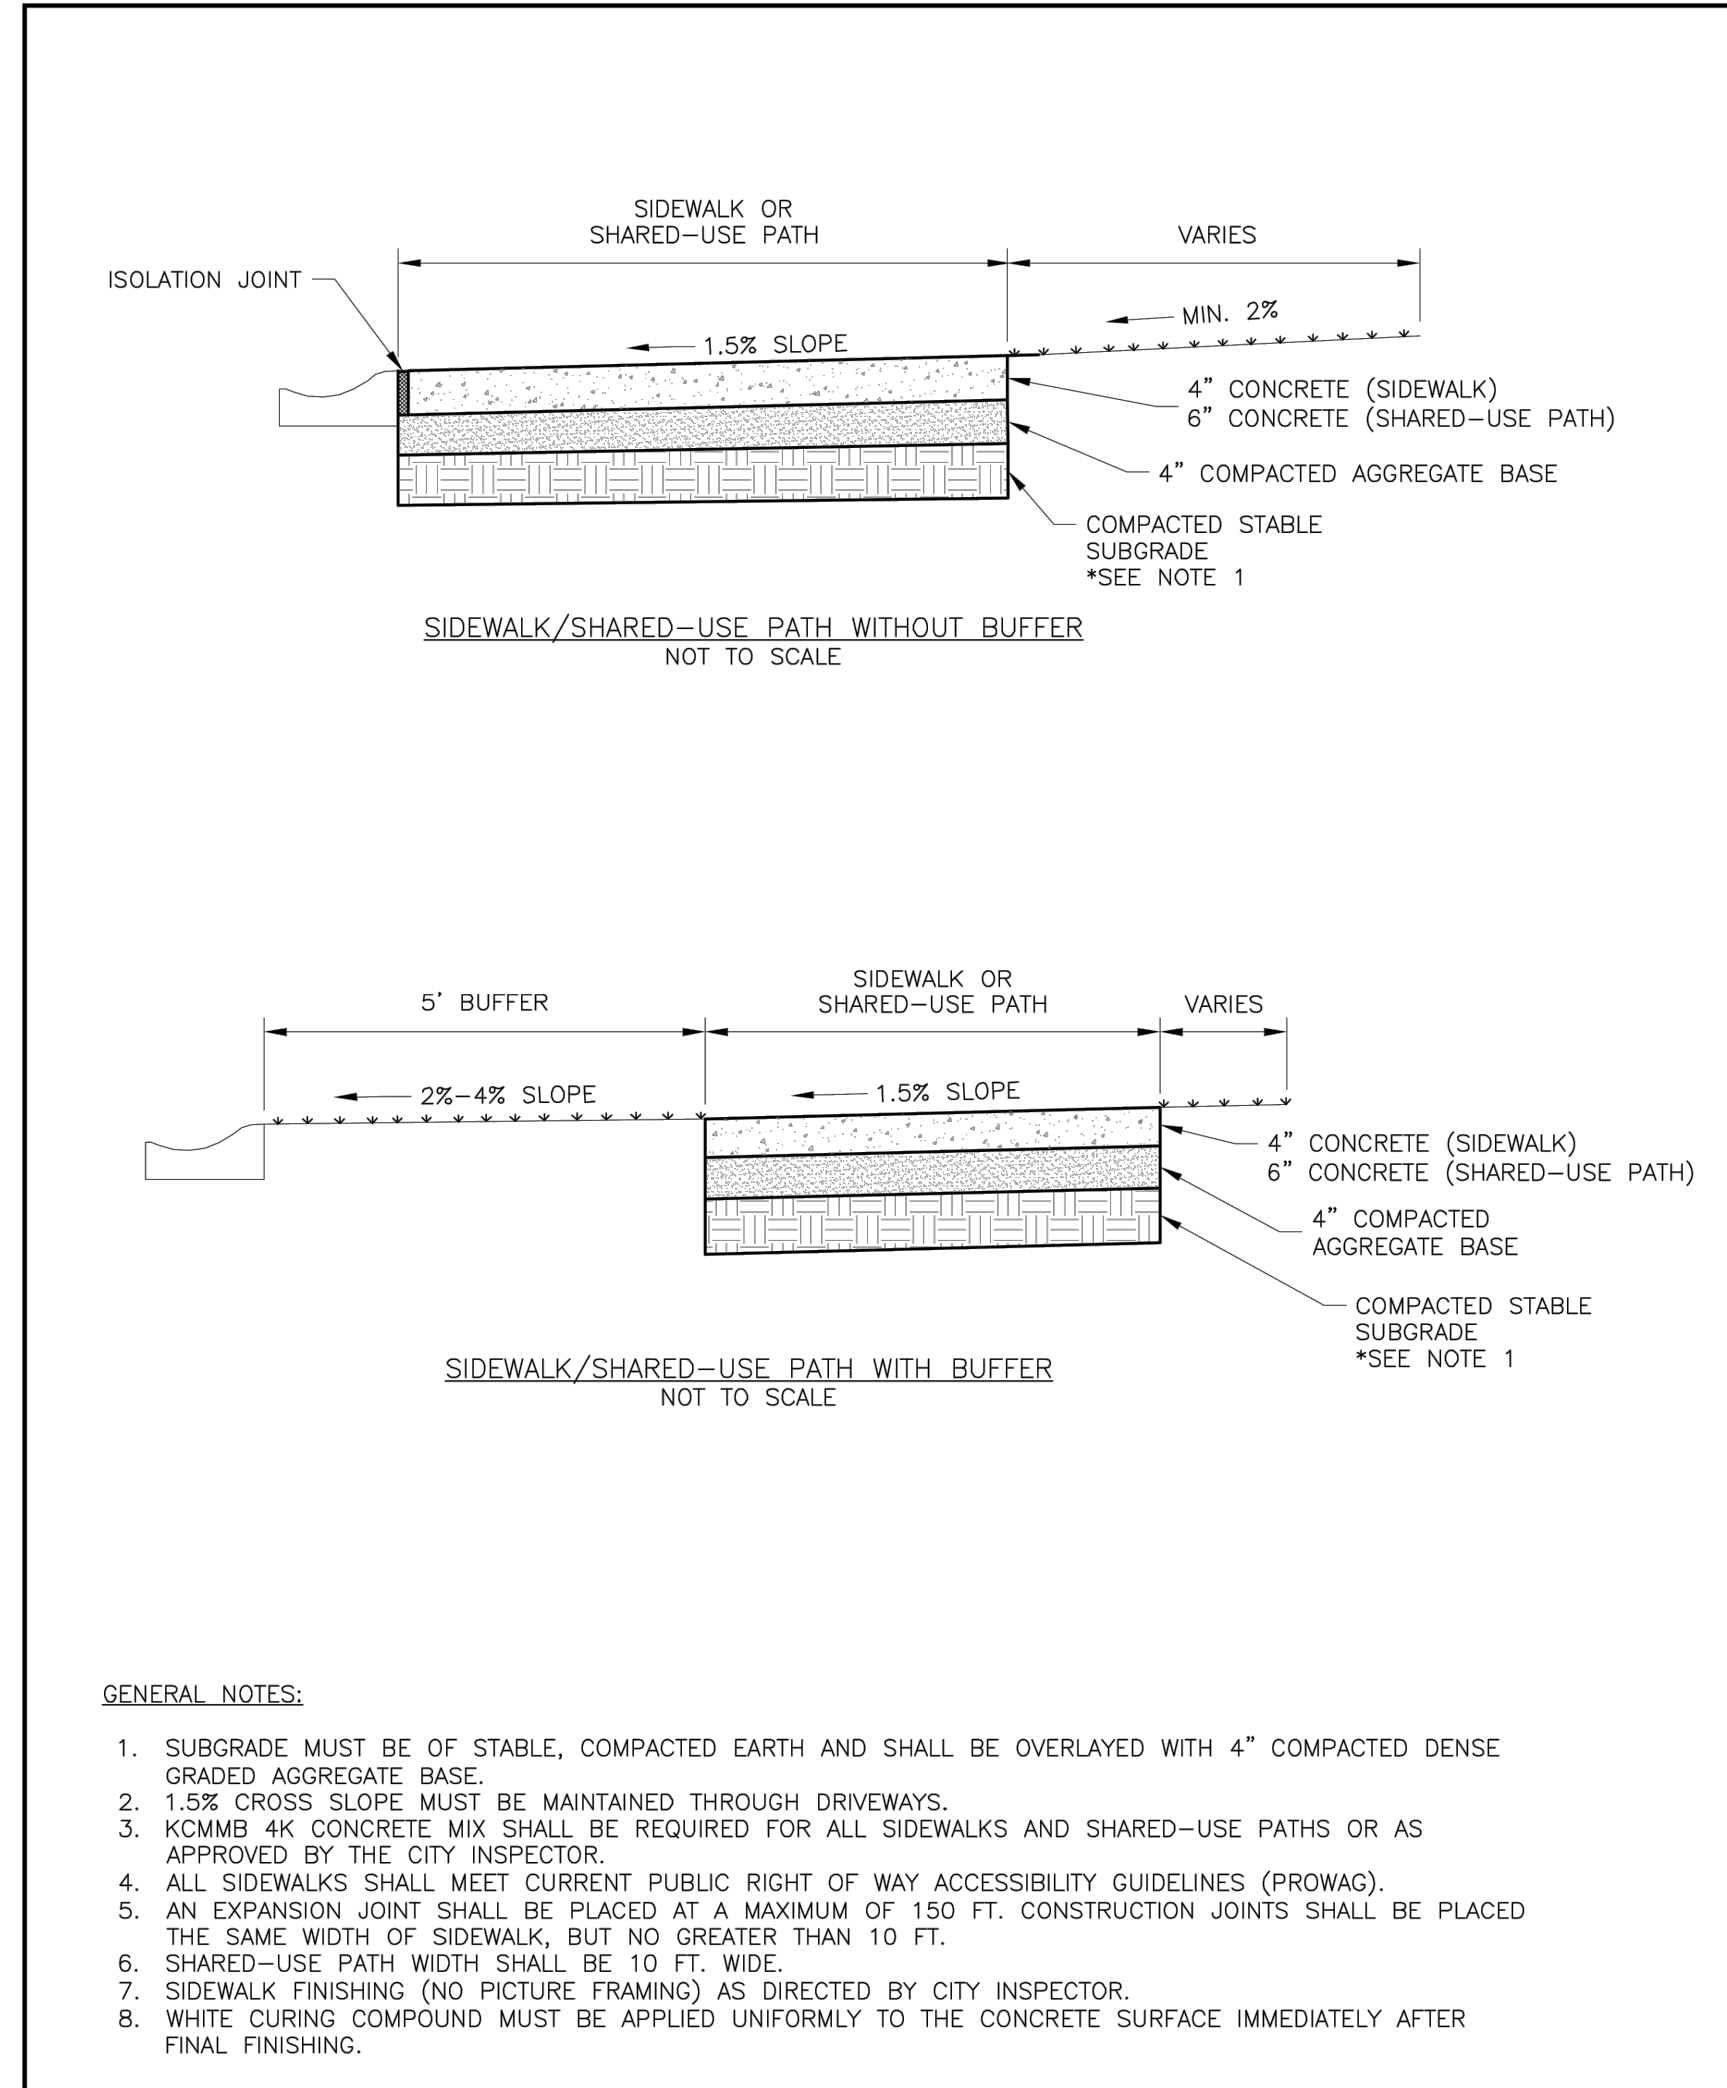 SIDEWALK OR
SHARED-USE PATH
VARIES
ISOLATION JOINT
MIN. 2%
1.5% SLOPE
4" CONCRETE (SIDEWALK)
6" CONCRETE (SHARED-USE PATH)
4" COMPACTED AGGREGATE BASE
COMPACTED STABLE
SUBGRADE
*SEE NOTE 1
SIDEWALK/SHARED-USE PATH WITHOUT BUFFER
NOT TO SCALE
5' BUFFER
SIDEWALK OR
SHARED-USE PATH
VARIES
2%-4% SLOPE
1.5% SLOPE
4" CONCRETE (SIDEWALK)
6" CONCRETE (SHARED-USE PATH)
4" COMPACTED
AGGREGATE BASE
COMPACTED STABLE
SUBGRADE
*SEE NOTE 1
SIDEWALK/SHARED-USE PATH WITH BUFFER
NOT TO SCALE
GENERAL NOTES:
1. SUBGRADE MUST BE OF STABLE, COMPACTED EARTH AND SHALL BE OVERLAYED WITH 4" COMPACTED DENSE
GRADED AGGREGATE BASE.
2. 1.5% CROSS SLOPE MUST BE MAINTAINED THROUGH DRIVEWAYS.
3. KCMMB 4K CONCRETE MIX SHALL BE REQUIRED FOR ALL SIDEWALKS AND SHARED-USE PATHS OR AS
APPROVED BY THE CITY INSPECTOR.
4. ALL SIDEWALKS SHALL MEET CURRENT PUBLIC RIGHT OF WAY ACCESSIBILITY GUIDELINES (PROWAG).
5. AN EXPANSION JOINT SHALL BE PLACED AT A MAXIMUM OF 150 FT. CONSTRUCTION JOINTS SHALL BE PLACED
THE SAME WIDTH OF SIDEWALK, BUT NO GREATER THAN 10 FT.
6. SHARED-USE PATH WIDTH SHALL BE 10 FT. WIDE.
7. SIDEWALK FINISHING (NO PICTURE FRAMING) AS DIRECTED BY CITY INSPECTOR.
8. WHITE CURING COMPOUND MUST BE APPLIED UNIFORMLY TO THE CONCRETE SURFACE IMMEDIATELY AFTER
FINAL FINISHING.